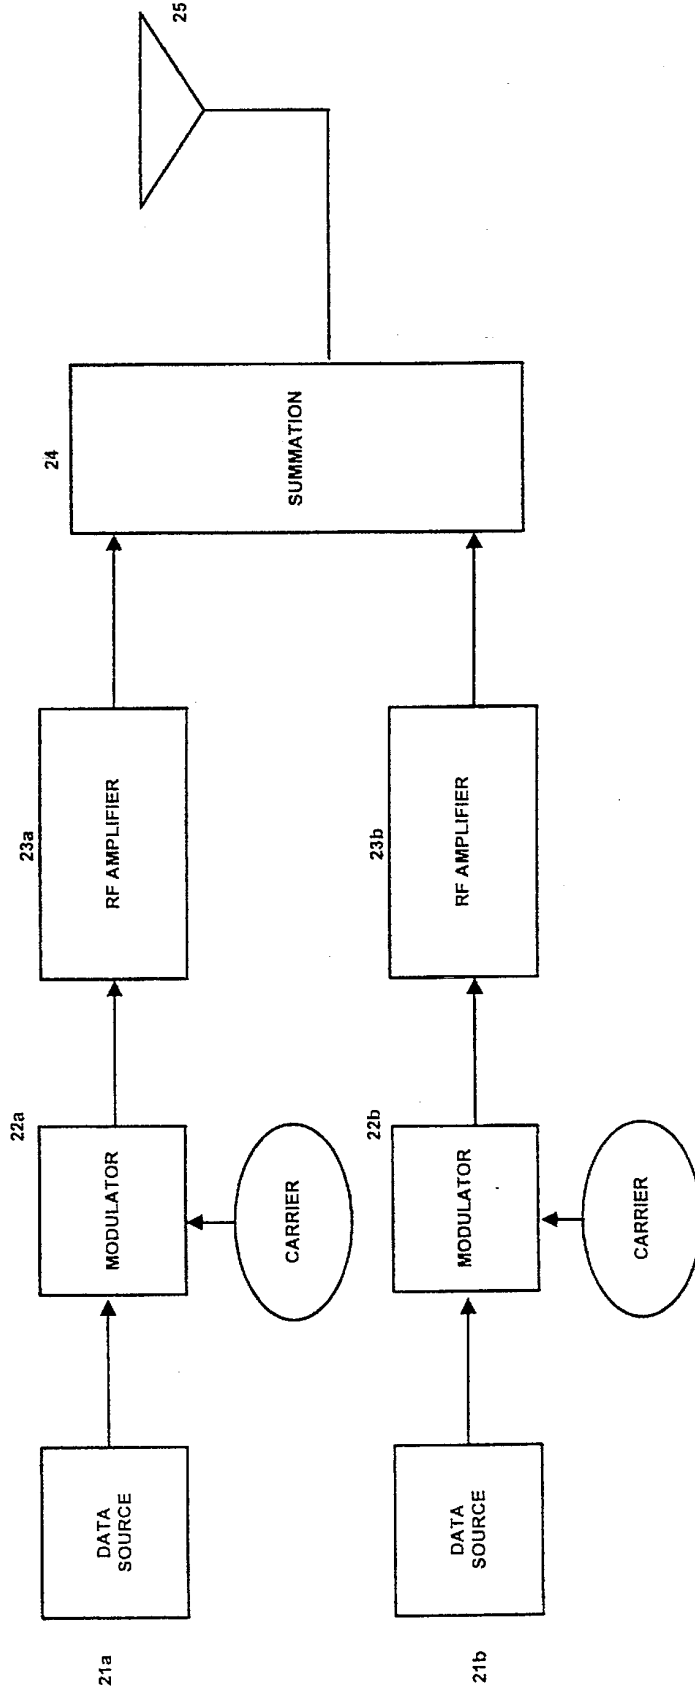 21a
DATA
SOURCE
22a
MODULATOR
CARRIER
23a
RF AMPLIFIER
24
SUMMATION
25
21b
DATA
SOURCE
22b
MODULATOR
CARRIER
23b
RF AMPLIFIER